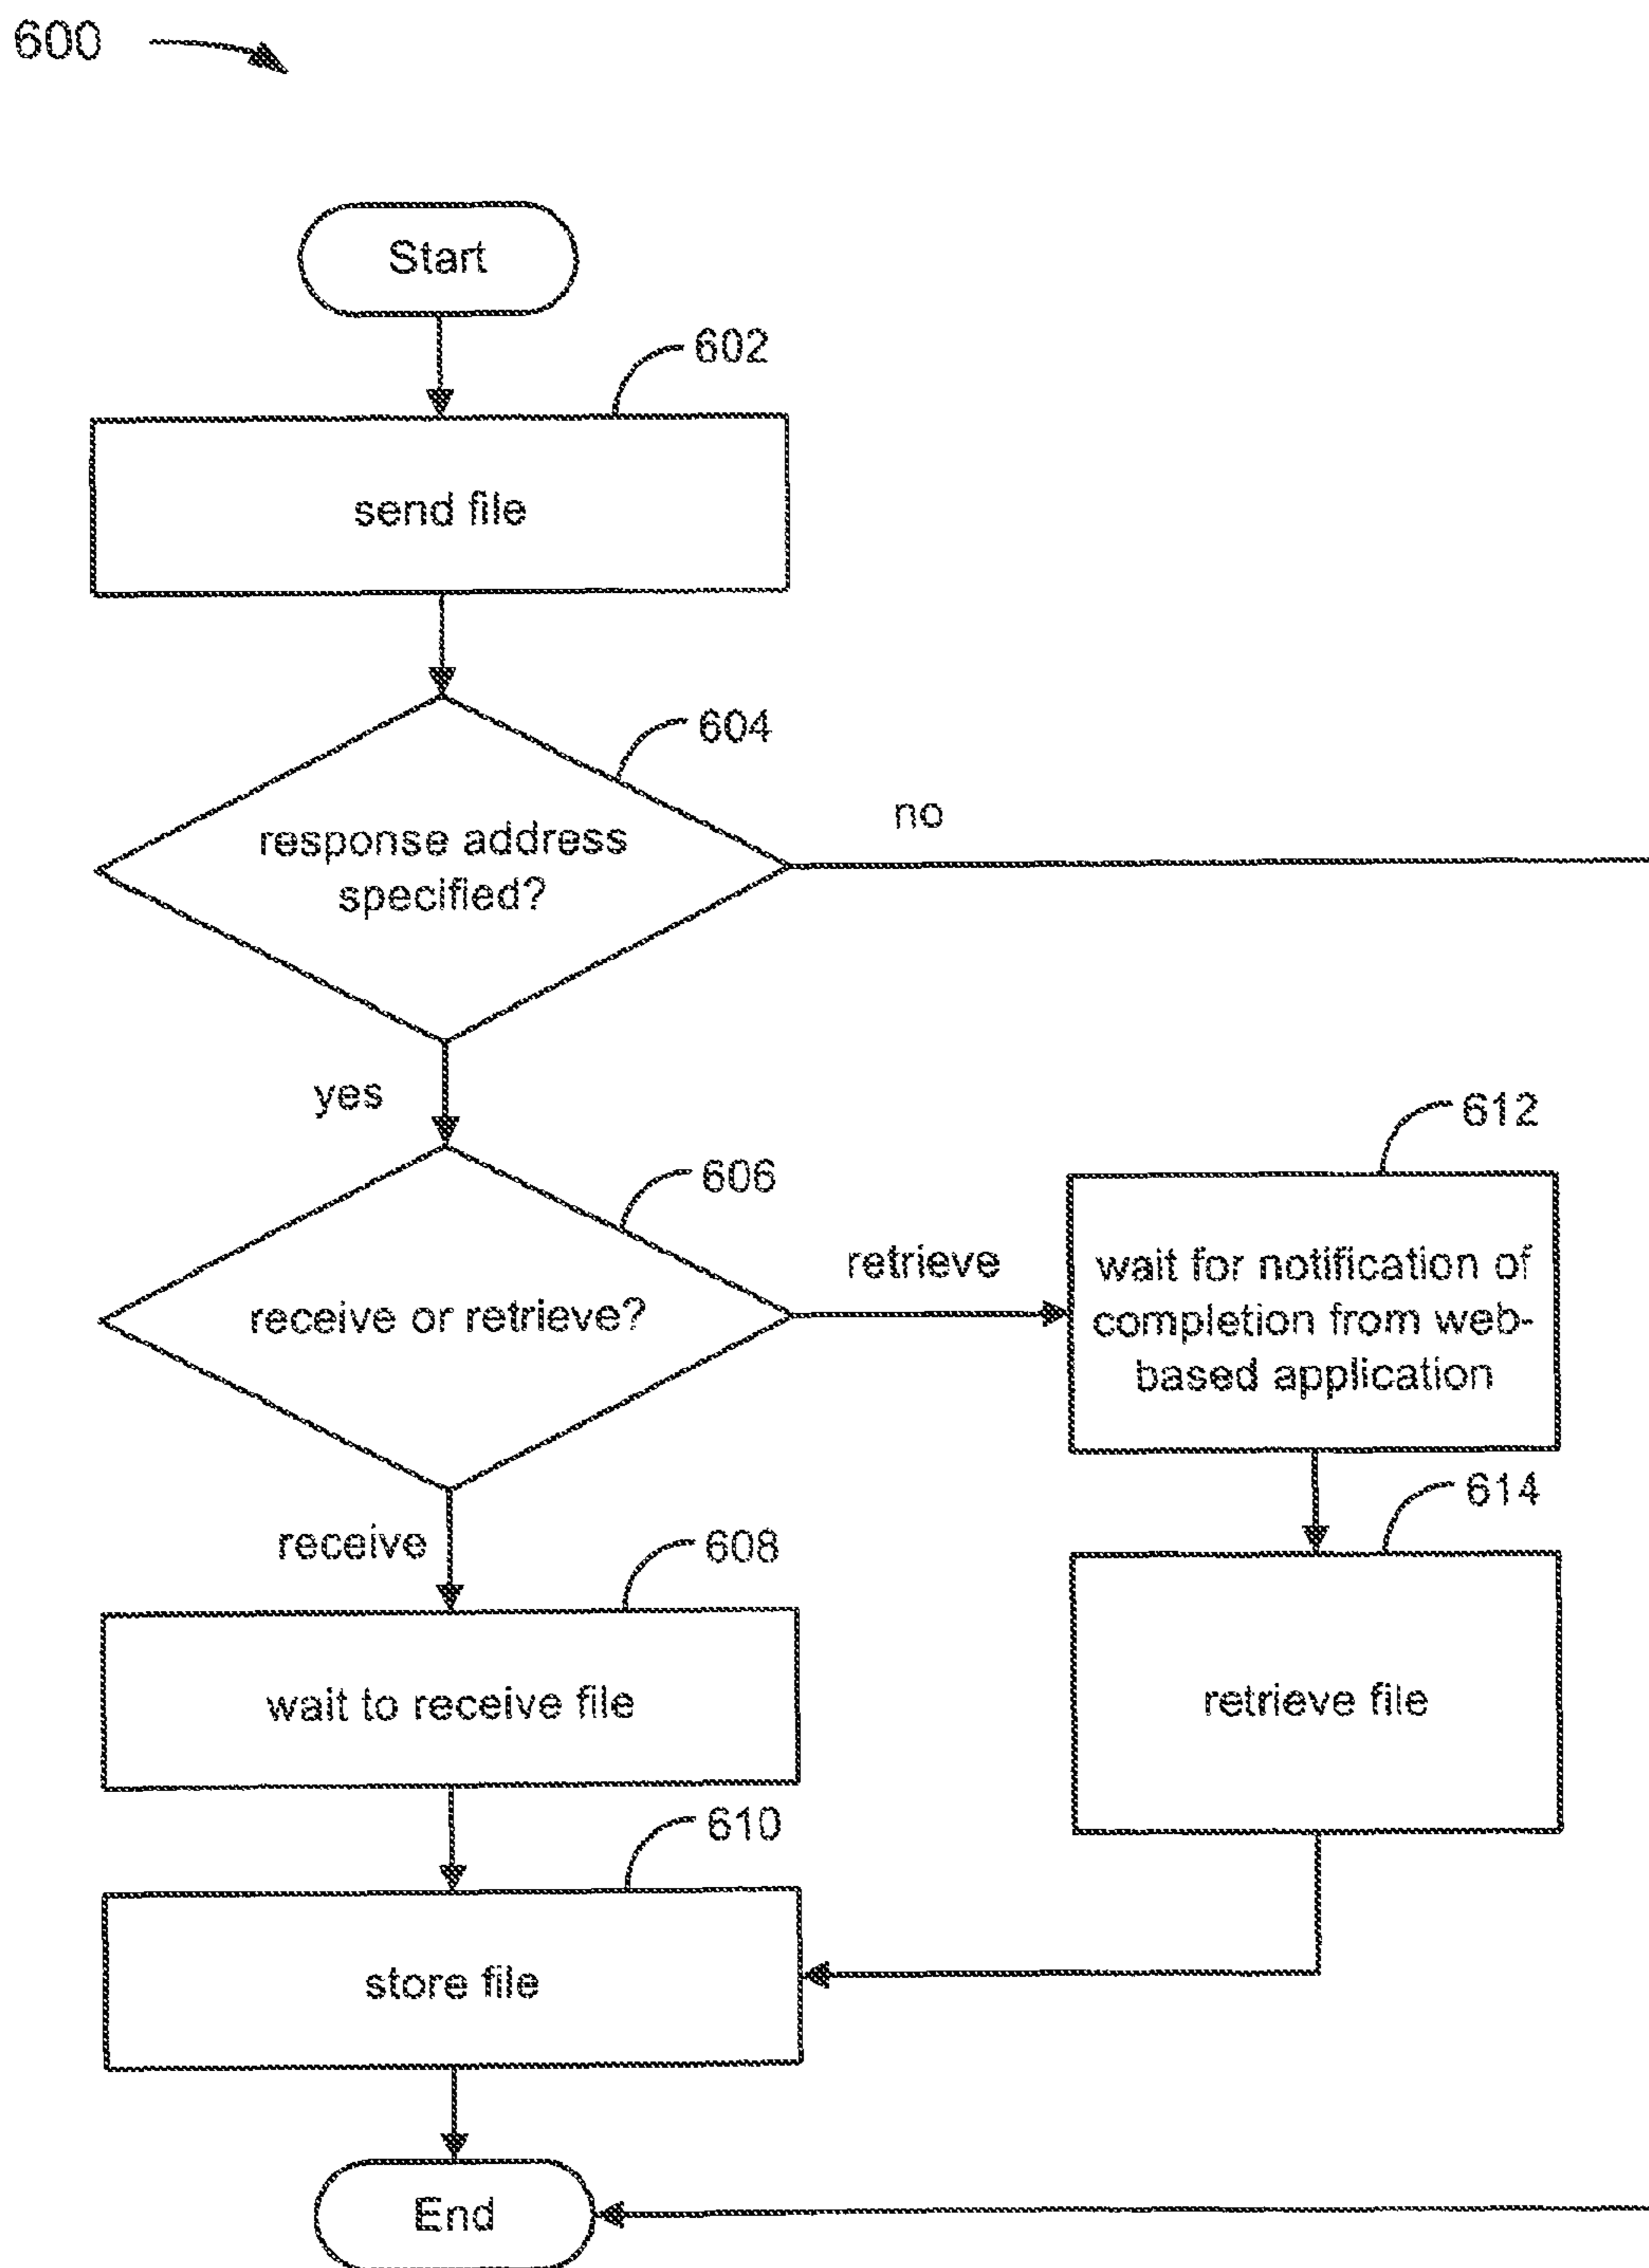 600
Start
602
send file
604
response address
specified?
no
yes
606
receive or retrieve?
retrieve
612
wait for notification of
completion from web-
based application
receive
608
wait to receive file
614
retrieve file
610
store file
End